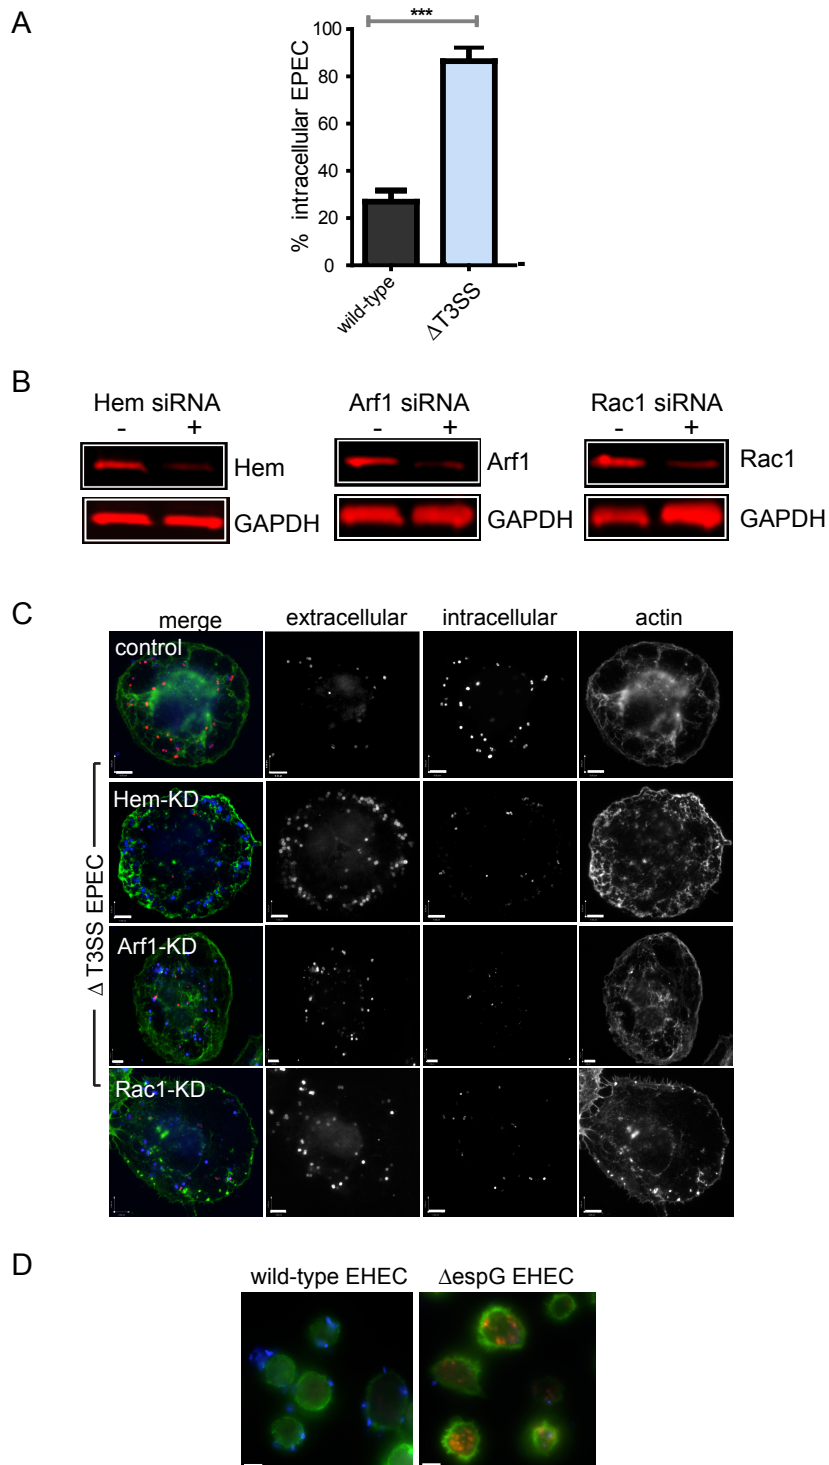 A
***
% intracellular EPEC
100
80
60
40
20
0
wild-type
ΔT3SS
B
Hem siRNA
- +
Hem
GAPDH
Arf1 siRNA
- +
Arf1
GAPDH
Rac1 siRNA
- +
Rac1
GAPDH
C
merge extracellular intracellular actin
control
Δ T3SS EPEC
Hem-KD
Arf1-KD
Rac1-KD
D
wild-type EHEC ΔespG EHEC